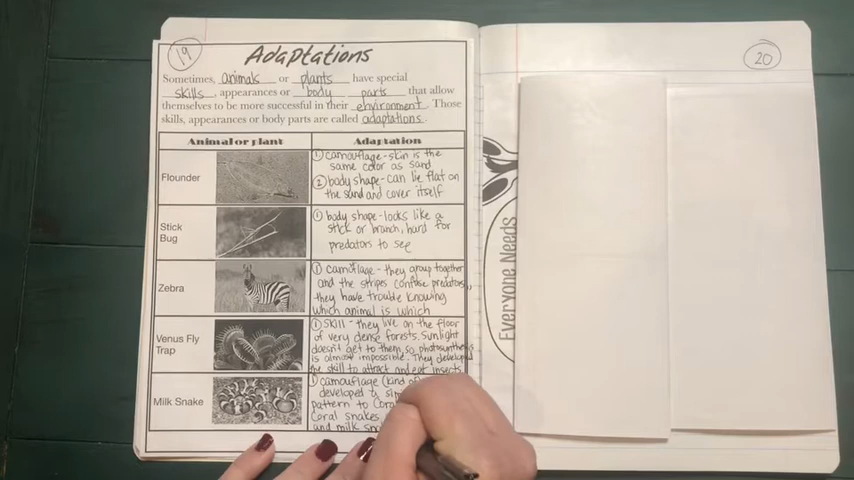 19
Adaptations
Sometimes, animals or plants have special
skills, appearances or body parts that allow
themselves to be more successful in their environment. Those
skills, appearances or body parts are called adaptations.
Animal or plant Adaptation
Flounder
① camouflage - skin is the
same color as sand
② body shape - can lie flat on
the sand and cover itself
Stick
Bug
① body shape - looks like a
stick or branch, hard for
predators to see
Zebra
① camouflage - they group together
and the stripes confuse predators,
they have trouble knowing
which animal is which
Venus Fly
Trap
① SKill - they live on the floor
of very dense forests. Sunlight
doesn't get to them so photosynthesis
is almost impossible. They developed
the skill to attract and eat insects
Milk Snake
① camouflage (kind of)
developed a
pattern to
Coral snakes
and milk
20
Everyone Needs